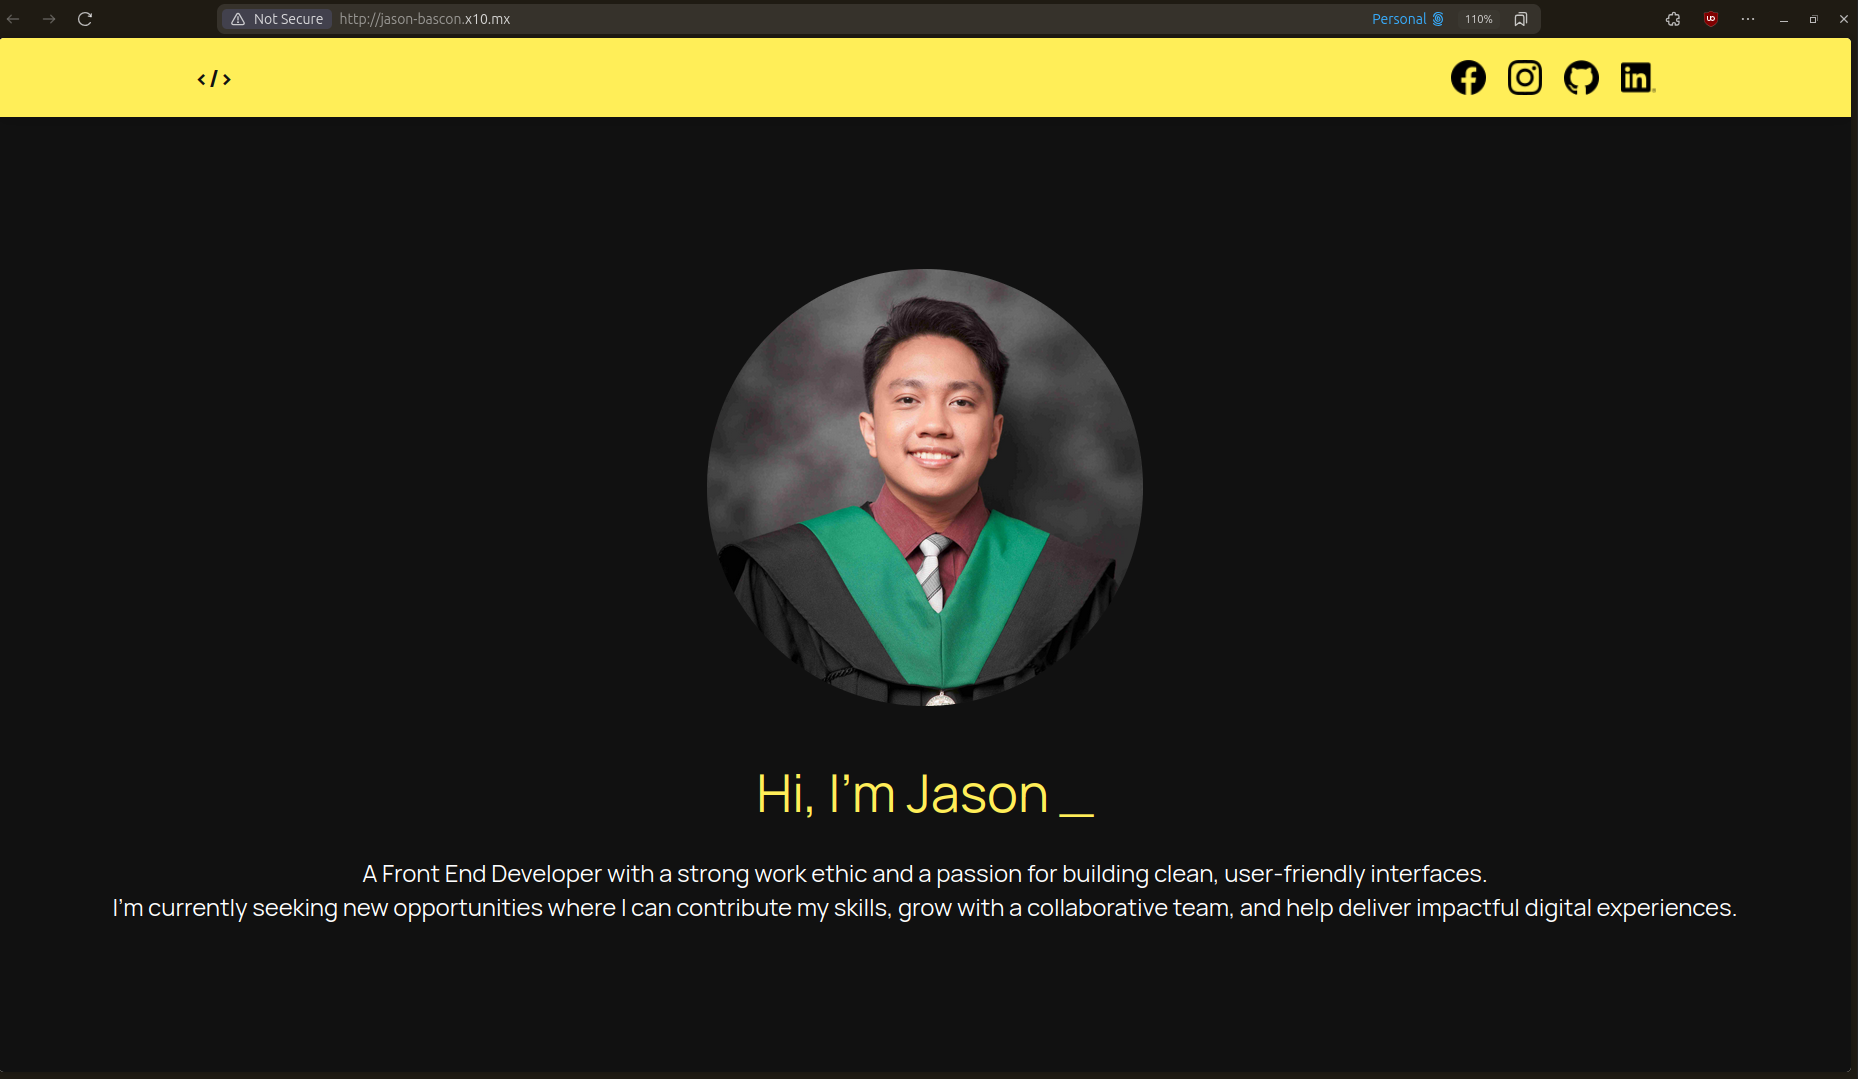 Not Secure
http://jason-bascon.x10.mx
Personal
110%
</>
Hi, I'm Jason _
A Front End Developer with a strong work ethic and a passion for building clean, user-friendly interfaces.
I'm currently seeking new opportunities where I can contribute my skills, grow with a collaborative team, and help deliver impactful digital experiences.